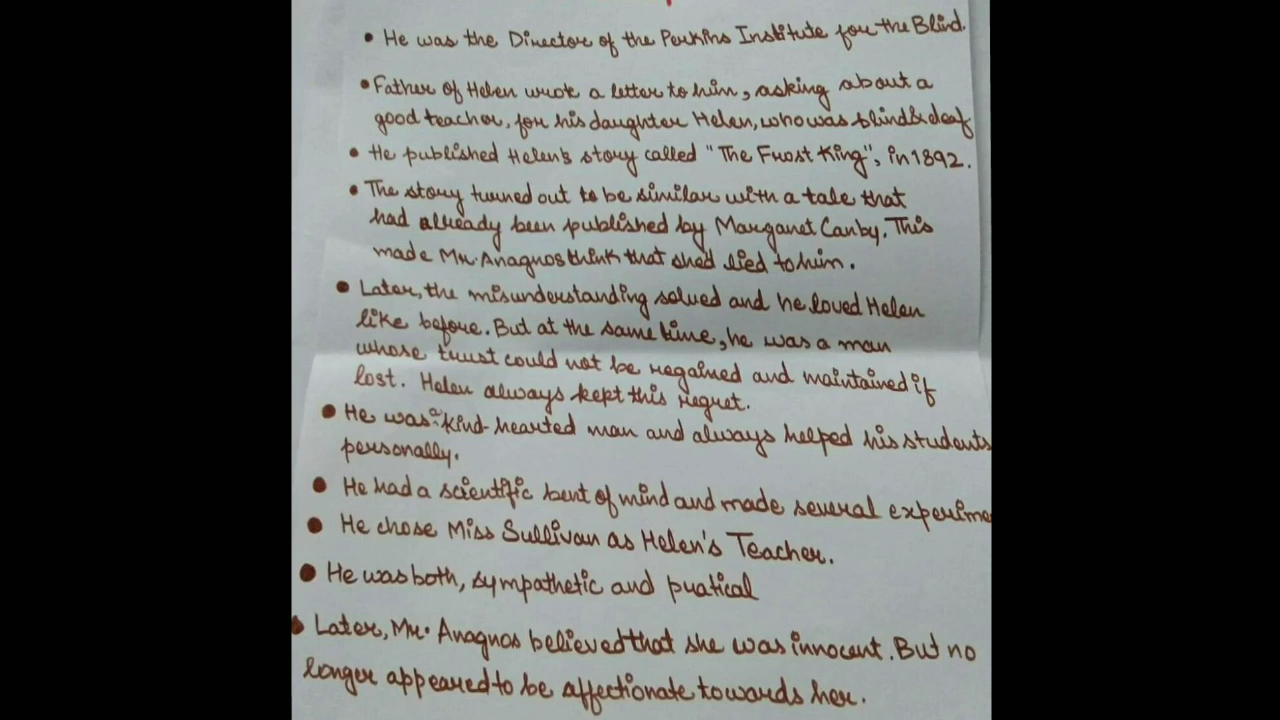 • He was the Director of the Perkins Institute for the Blind.
• Father of Helen wrote a letter to him, asking about a
good teacher, for his daughter Helen, who was blind & deaf
• He published Helen's story called "The Frost King", in 1892.
• The story turned out to be similar with a tale that
had already been published by Margaret Canby. This
made Mr. Anagnos think that shed lied to him.
• Later, the misunderstanding solved and he loved Helen
like before. But at the same time, he was a man
whose trust could not be regained and maintained if
lost. Helen always kept this regret.
• He was a kind-hearted man and always helped his students
personally.
• He had a scientific bent of mind and made several experime
• He chose Miss Sullivan as Helen's Teacher.
• He was both, sympathetic and pratical
• Later, Mr. Anagnos believed that she was innocent. But no
longer appeared to be affectionate towards her.